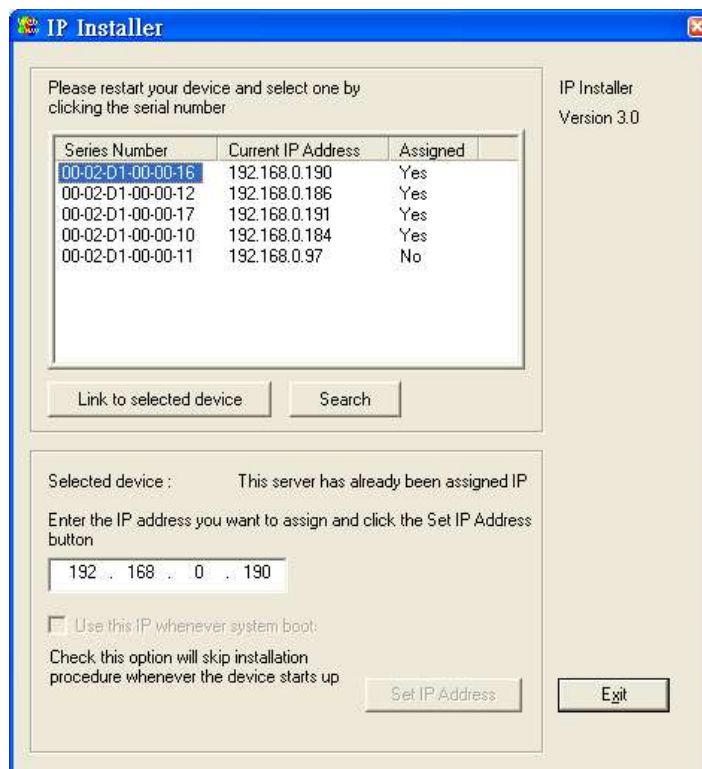 IP Installer
Please restart your device and select one by
clicking the serial number
IP Installer
Version 3.0
Series Number Current IP Address Assigned
00-02-D1-00-00-16 192.168.0.190 Yes
00-02-D1-00-00-12 192.168.0.186 Yes
00-02-D1-00-00-17 192.168.0.191 Yes
00-02-D1-00-00-10 192.168.0.184 Yes
00-02-D1-00-00-11 192.168.0.97 No
Link to selected device Search
Selected device : This server has already been assigned IP
Enter the IP address you want to assign and click the Set IP Address
button
192 . 168 . 0 . 190
Use this IP whenever system boot
Check this option will skip installation
procedure whenever the device starts up
Set IP Address
Exit